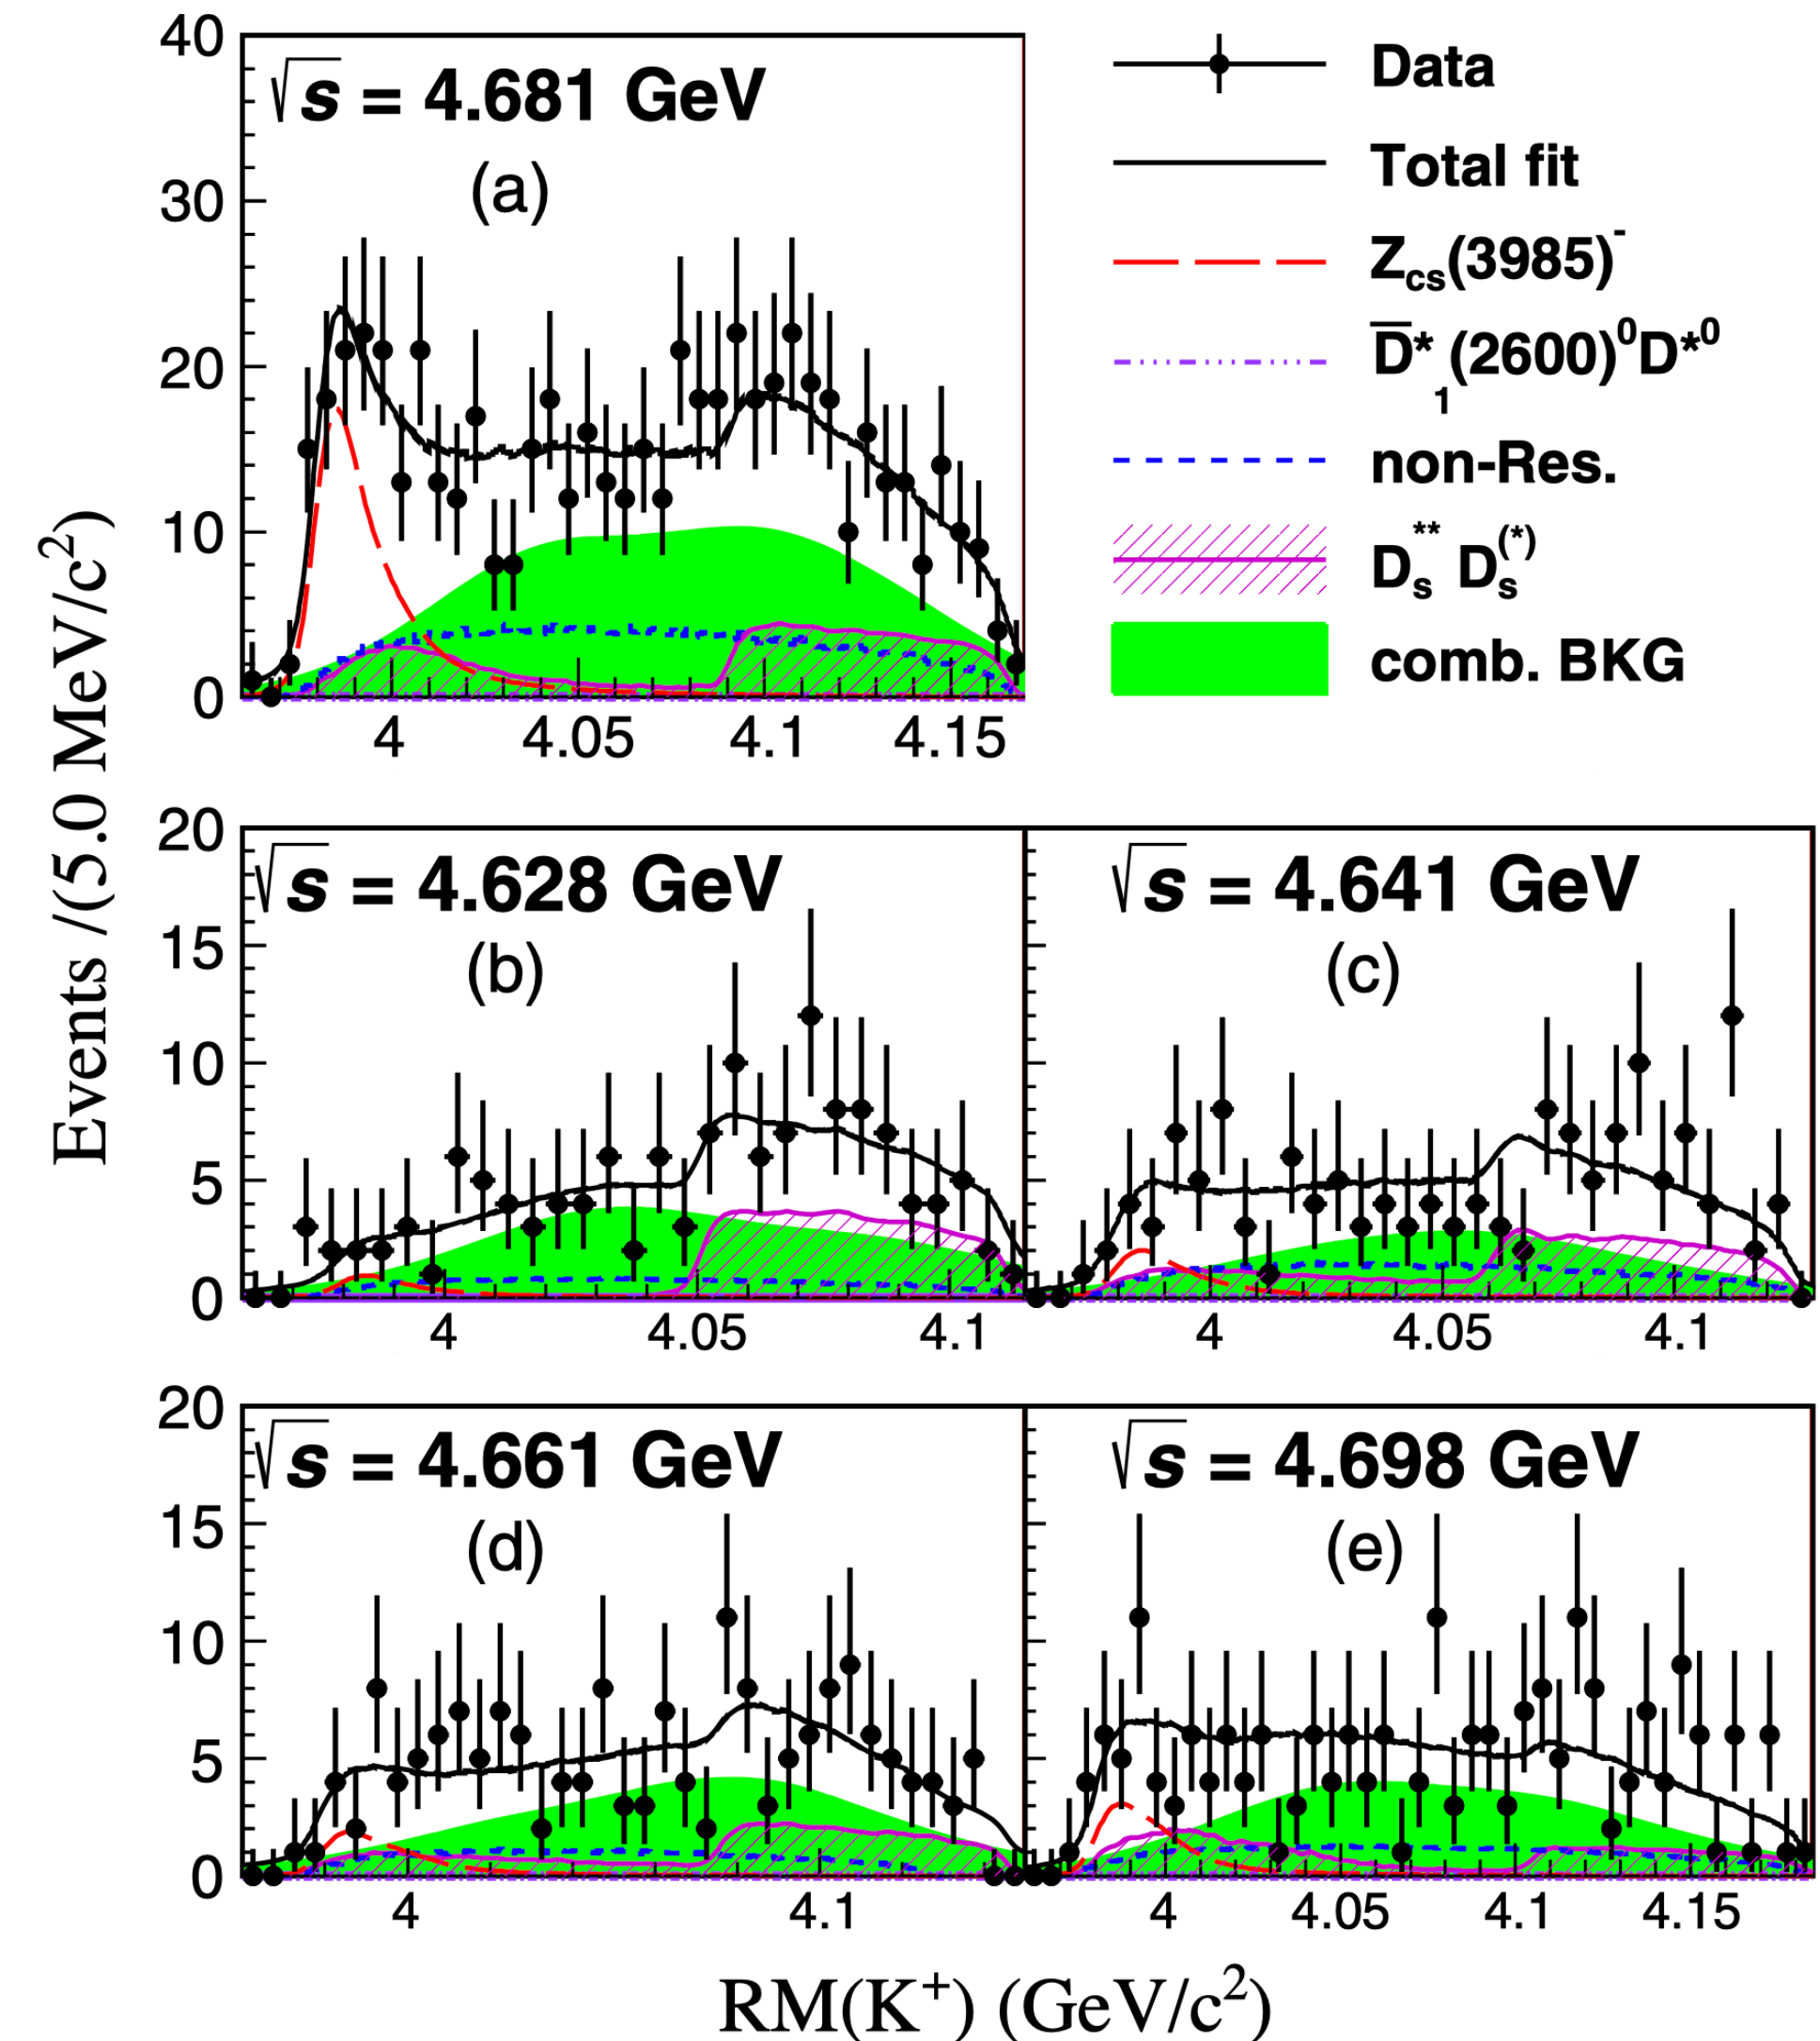 Events /(5.0 MeV/c²)
40
30
20
10
0
√s = 4.681 GeV
(a)
4 4.05 4.1 4.15
Data
Total fit
Zcs(3985)⁻
D̅*₁(2600)⁰D*⁰
non-Res.
Dₛ** Dₛ(*)
comb. BKG
20
15
10
5
0
√s = 4.628 GeV
(b)
4 4.05 4.1
√s = 4.641 GeV
(c)
4 4.05 4.1
20
15
10
5
0
√s = 4.661 GeV
(d)
4 4.1
√s = 4.698 GeV
(e)
4 4.05 4.1 4.15
RM(K⁺) (GeV/c²)